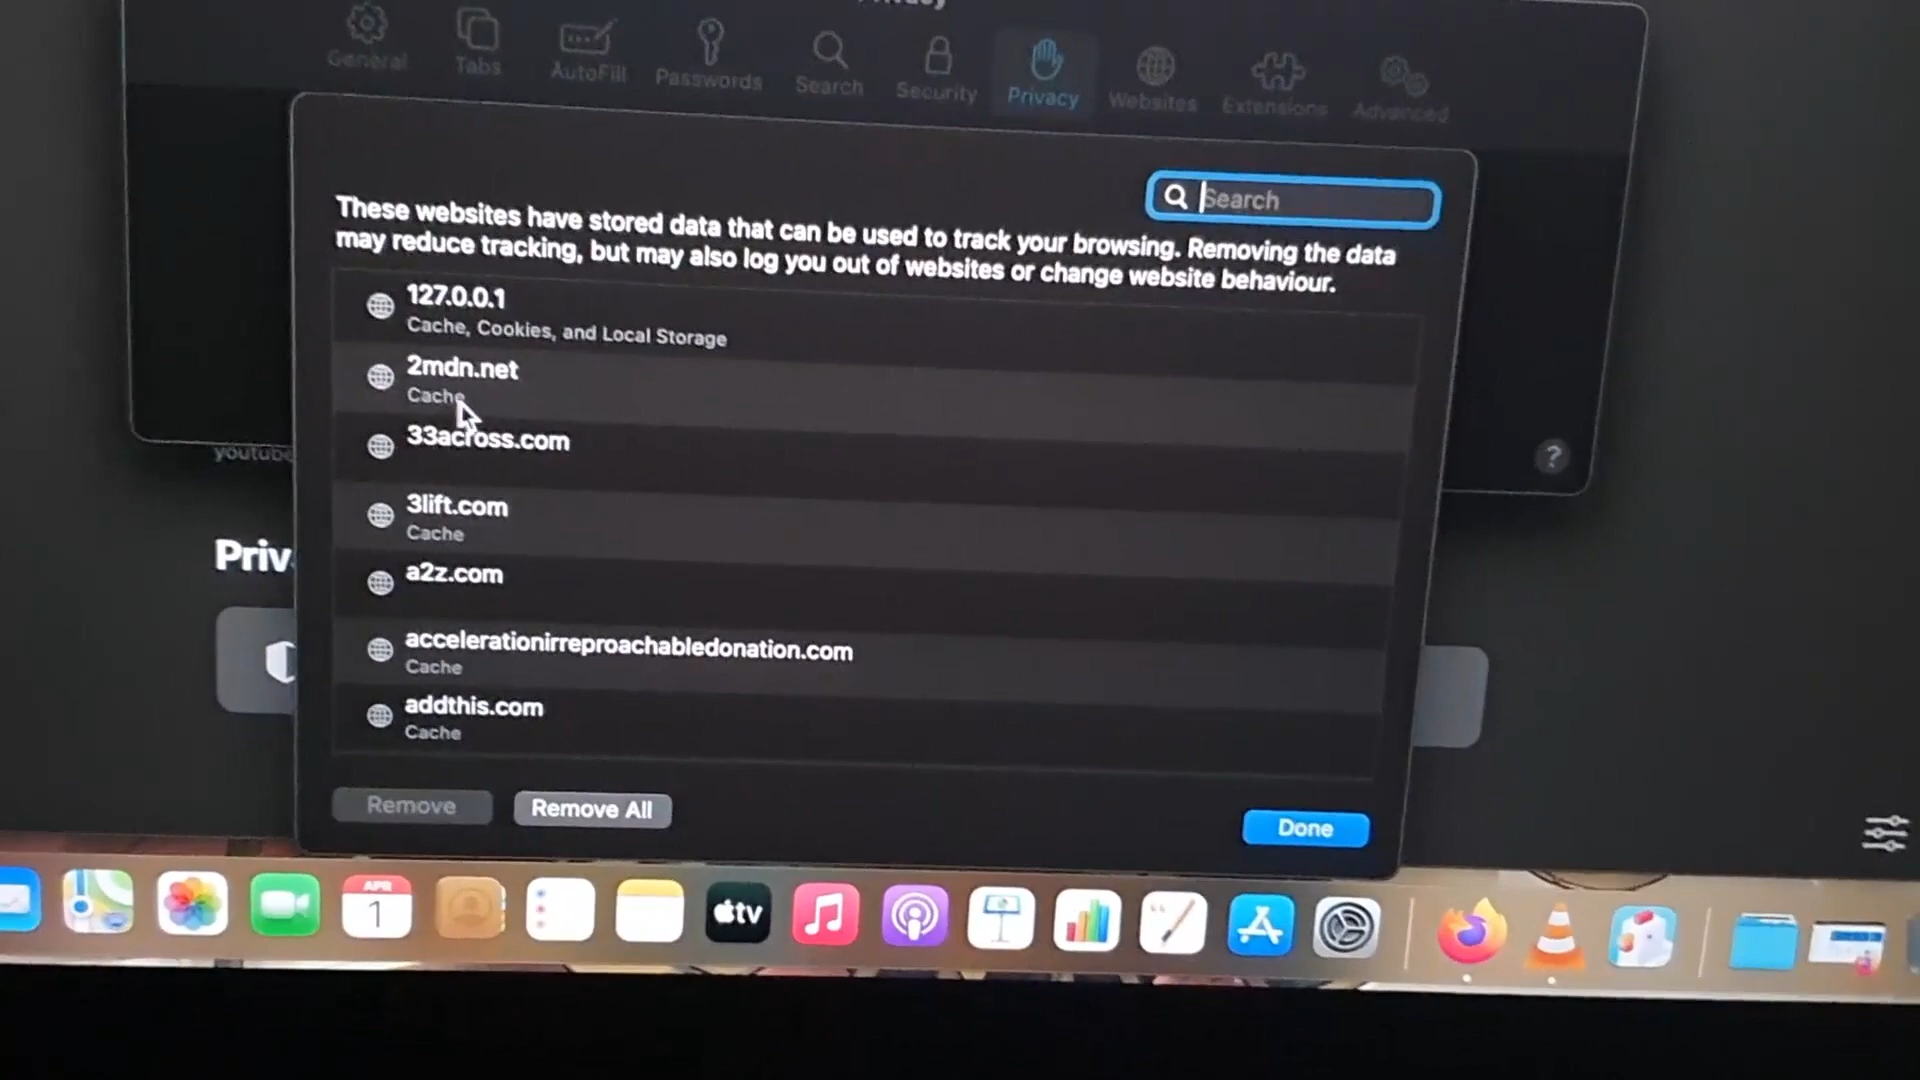 General
Tabs
AutoFill
Passwords
Search
Security
Privacy
Websites
Extensions
Advanced
Search
These websites have stored data that can be used to track your browsing. Removing the data
may reduce tracking, but may also log you out of websites or change website behaviour.
127.0.0.1
Cache, Cookies, and Local Storage
2mdn.net
Cache
33across.com
3lift.com
Cache
a2z.com
accelerationirreproachabledonation.com
Cache
addthis.com
Cache
youtube
?
Priv
Remove
Remove All
Done
APR
1
tv